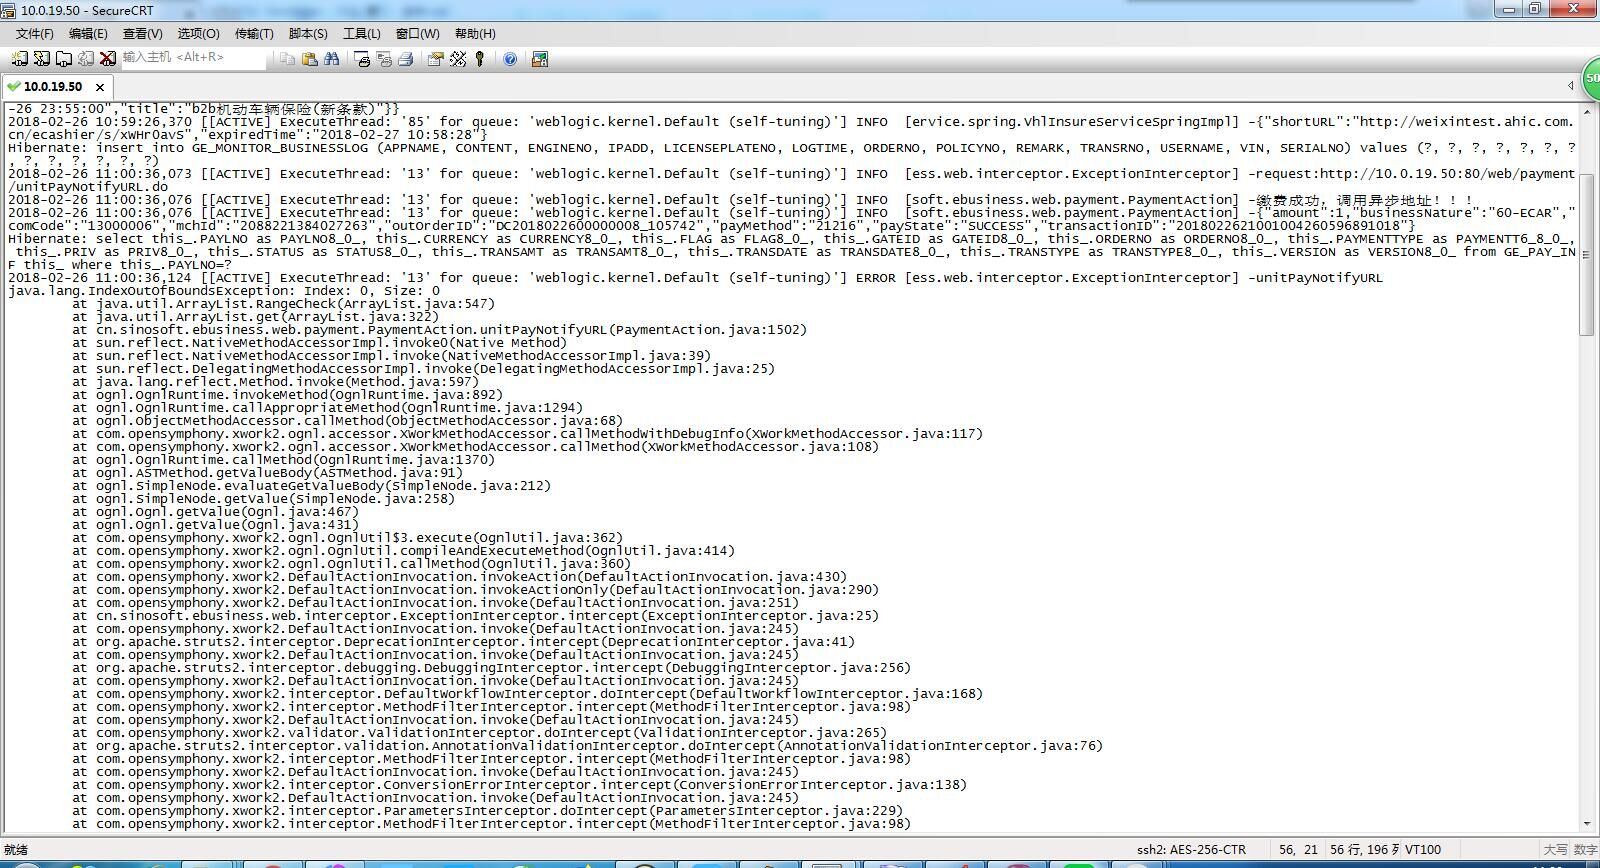 10.0.19.50 - SecureCRT
文件(F) 编辑(E) 查看(V) 选项(O) 传输(T) 脚本(S) 工具(L) 窗口(W) 帮助(H)
输入主机 <Alt+R>
10.0.19.50
50
-26 23:55:00","title":"b2b机动车辆保险(新条款)"}}
2018-02-26 10:59:26,370 [[ACTIVE] ExecuteThread: '85' for queue: 'weblogic.kernel.Default (self-tuning)'] INFO  [ervice.spring.VhlInsureServiceSpringImpl] -{"shortURL":"http://weixintest.ahic.com.
cn/ecashier/s/xWHrOavS","expiredTime":"2018-02-27 10:58:28"}
Hibernate: insert into GE_MONITOR_BUSINESSLOG (APPNAME, CONTENT, ENGINENO, IPADD, LICENSEPLATENO, LOGTIME, ORDERNO, POLICYNO, REMARK, TRANSRNO, USERNAME, VIN, SERIALNO) values (?, ?, ?, ?, ?, ?, ?
, ?, ?, ?, ?, ?, ?)
2018-02-26 11:00:36,073 [[ACTIVE] ExecuteThread: '13' for queue: 'weblogic.kernel.Default (self-tuning)'] INFO  [ess.web.interceptor.ExceptionInterceptor] -request:http://10.0.19.50:80/web/payment
/unitPayNotifyURL.do
2018-02-26 11:00:36,076 [[ACTIVE] ExecuteThread: '13' for queue: 'weblogic.kernel.Default (self-tuning)'] INFO  [soft.ebusiness.web.payment.PaymentAction] -缴费成功，调用异步地址！！！
2018-02-26 11:00:36,076 [[ACTIVE] ExecuteThread: '13' for queue: 'weblogic.kernel.Default (self-tuning)'] INFO  [soft.ebusiness.web.payment.PaymentAction] -{"amount":1,"businessNature":"60-ECAR","
comCode":"13000006","mchId":"2088221384027263","outOrderID":"DC2018022600000008_105742","payMethod":"21216","payState":"SUCCESS","transactionID":"2018022621001004260596891018"}
Hibernate: select this_.PAYLNO as PAYLNO8_0_, this_.CURRENCY as CURRENCY8_0_, this_.FLAG as FLAG8_0_, this_.GATEID as GATEID8_0_, this_.ORDERNO as ORDERNO8_0_, this_.PAYMENTTYPE as PAYMENTT6_8_0_,
 this_.PRIV as PRIV8_0_, this_.STATUS as STATUS8_0_, this_.TRANSAMT as TRANSAMT8_0_, this_.TRANSDATE as TRANSDATE8_0_, this_.TRANSTYPE as TRANSTYPE8_0_, this_.VERSION as VERSION8_0_ from GE_PAY_IN
F this_ where this_.PAYLNO=?
2018-02-26 11:00:36,124 [[ACTIVE] ExecuteThread: '13' for queue: 'weblogic.kernel.Default (self-tuning)'] ERROR [ess.web.interceptor.ExceptionInterceptor] -unitPayNotifyURL
java.lang.IndexOutOfBoundsException: Index: 0, Size: 0
at java.util.ArrayList.RangeCheck(ArrayList.java:547)
at java.util.ArrayList.get(ArrayList.java:322)
at cn.sinosoft.ebusiness.web.payment.PaymentAction.unitPayNotifyURL(PaymentAction.java:1502)
at sun.reflect.NativeMethodAccessorImpl.invoke0(Native Method)
at sun.reflect.NativeMethodAccessorImpl.invoke(NativeMethodAccessorImpl.java:39)
at sun.reflect.DelegatingMethodAccessorImpl.invoke(DelegatingMethodAccessorImpl.java:25)
at java.lang.reflect.Method.invoke(Method.java:597)
at ognl.OgnlRuntime.invokeMethod(OgnlRuntime.java:892)
at ognl.OgnlRuntime.callAppropriateMethod(OgnlRuntime.java:1294)
at ognl.ObjectMethodAccessor.callMethod(ObjectMethodAccessor.java:68)
at com.opensymphony.xwork2.ognl.accessor.XWorkMethodAccessor.callMethodWithDebugInfo(XWorkMethodAccessor.java:117)
at com.opensymphony.xwork2.ognl.accessor.XWorkMethodAccessor.callMethod(XWorkMethodAccessor.java:108)
at ognl.OgnlRuntime.callMethod(OgnlRuntime.java:1370)
at ognl.ASTMethod.getValueBody(ASTMethod.java:91)
at ognl.SimpleNode.evaluateGetValueBody(SimpleNode.java:212)
at ognl.SimpleNode.getValue(SimpleNode.java:258)
at ognl.Ognl.getValue(Ognl.java:467)
at ognl.Ognl.getValue(Ognl.java:431)
at com.opensymphony.xwork2.ognl.OgnlUtil$3.execute(OgnlUtil.java:362)
at com.opensymphony.xwork2.ognl.OgnlUtil.compileAndExecuteMethod(OgnlUtil.java:414)
at com.opensymphony.xwork2.ognl.OgnlUtil.callMethod(OgnlUtil.java:360)
at com.opensymphony.xwork2.DefaultActionInvocation.invokeAction(DefaultActionInvocation.java:430)
at com.opensymphony.xwork2.DefaultActionInvocation.invokeActionOnly(DefaultActionInvocation.java:290)
at com.opensymphony.xwork2.DefaultActionInvocation.invoke(DefaultActionInvocation.java:251)
at cn.sinosoft.ebusiness.web.interceptor.ExceptionInterceptor.intercept(ExceptionInterceptor.java:25)
at com.opensymphony.xwork2.DefaultActionInvocation.invoke(DefaultActionInvocation.java:245)
at org.apache.struts2.interceptor.DeprecationInterceptor.intercept(DeprecationInterceptor.java:41)
at com.opensymphony.xwork2.DefaultActionInvocation.invoke(DefaultActionInvocation.java:245)
at org.apache.struts2.interceptor.debugging.DebuggingInterceptor.intercept(DebuggingInterceptor.java:256)
at com.opensymphony.xwork2.DefaultActionInvocation.invoke(DefaultActionInvocation.java:245)
at com.opensymphony.xwork2.interceptor.DefaultWorkflowInterceptor.doIntercept(DefaultWorkflowInterceptor.java:168)
at com.opensymphony.xwork2.interceptor.MethodFilterInterceptor.intercept(MethodFilterInterceptor.java:98)
at com.opensymphony.xwork2.DefaultActionInvocation.invoke(DefaultActionInvocation.java:245)
at com.opensymphony.xwork2.validator.ValidationInterceptor.doIntercept(ValidationInterceptor.java:265)
at org.apache.struts2.interceptor.validation.AnnotationValidationInterceptor.doIntercept(AnnotationValidationInterceptor.java:76)
at com.opensymphony.xwork2.interceptor.MethodFilterInterceptor.intercept(MethodFilterInterceptor.java:98)
at com.opensymphony.xwork2.DefaultActionInvocation.invoke(DefaultActionInvocation.java:245)
at com.opensymphony.xwork2.interceptor.ConversionErrorInterceptor.intercept(ConversionErrorInterceptor.java:138)
at com.opensymphony.xwork2.DefaultActionInvocation.invoke(DefaultActionInvocation.java:245)
at com.opensymphony.xwork2.interceptor.ParametersInterceptor.doIntercept(ParametersInterceptor.java:229)
at com.opensymphony.xwork2.interceptor.MethodFilterInterceptor.intercept(MethodFilterInterceptor.java:98)
就绪 ssh2: AES-256-CTR 56, 21 56 行, 196 列 VT100 大写 数字